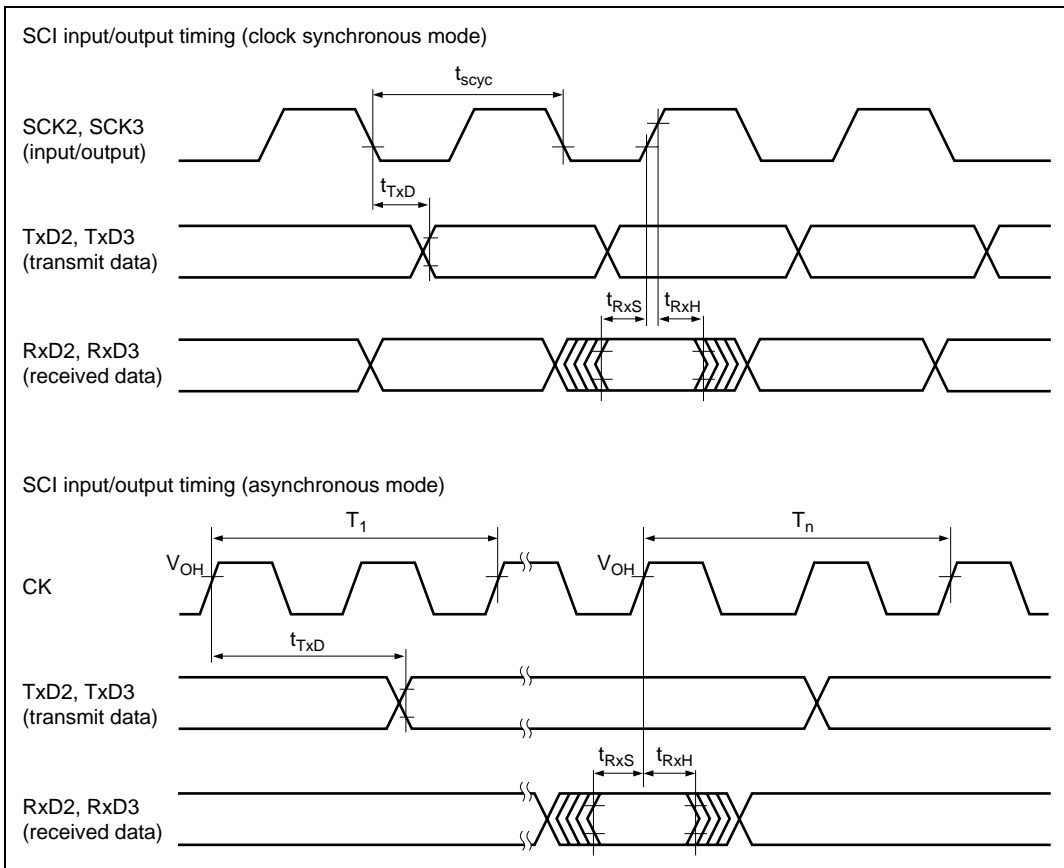 SCI input/output timing (clock synchronous mode)
tscyc
SCK2, SCK3
(input/output)
tTxD
TxD2, TxD3
(transmit data)
tRxS
tRxH
RxD2, RxD3
(received data)
SCI input/output timing (asynchronous mode)
T1
Tn
VOH
VOH
CK
tTxD
TxD2, TxD3
(transmit data)
tRxS
tRxH
RxD2, RxD3
(received data)